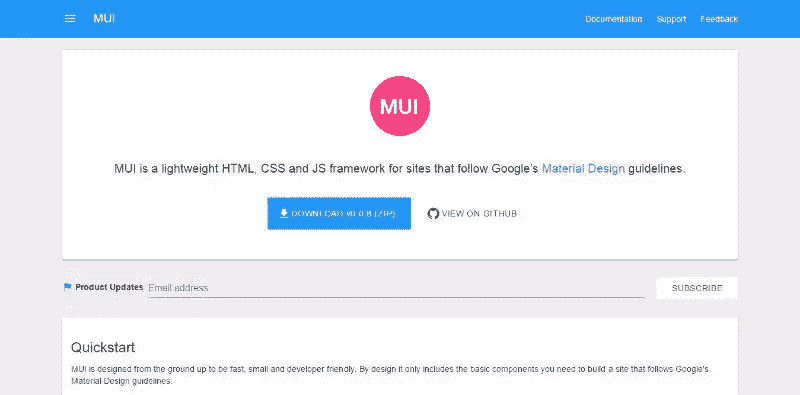 MUI
Documentation Support Feedback
MUI
MUI is a lightweight HTML, CSS and JS framework for sites that follow Google's Material Design guidelines.
DOWNLOAD v0.0.8 (ZIP)
VIEW ON GITHUB
Product Updates Email address SUBSCRIBE
Quickstart
MUI is designed from the ground up to be fast, small and developer friendly. By design it only includes the basic components you need to build a site that follows Google's
Material Design guidelines.